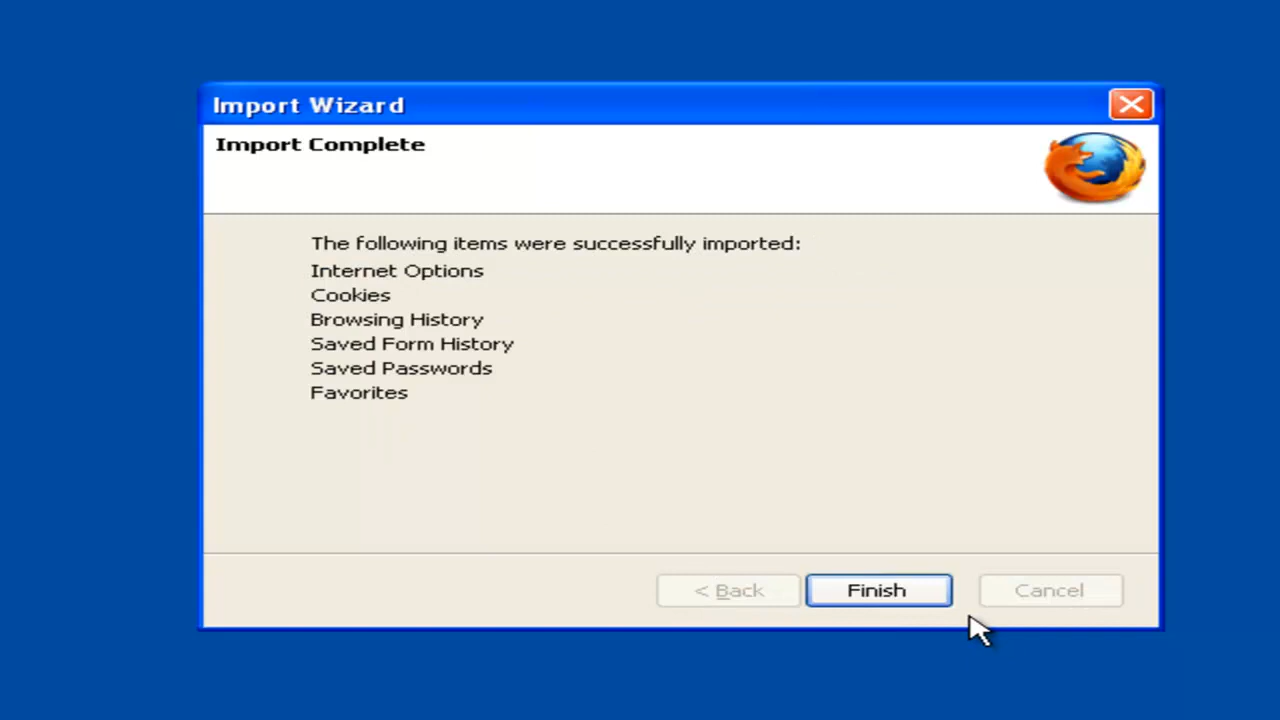 Import Wizard
Import Complete
The following items were successfully imported:
Internet Options
Cookies
Browsing History
Saved Form History
Saved Passwords
Favorites
< Back Finish Cancel